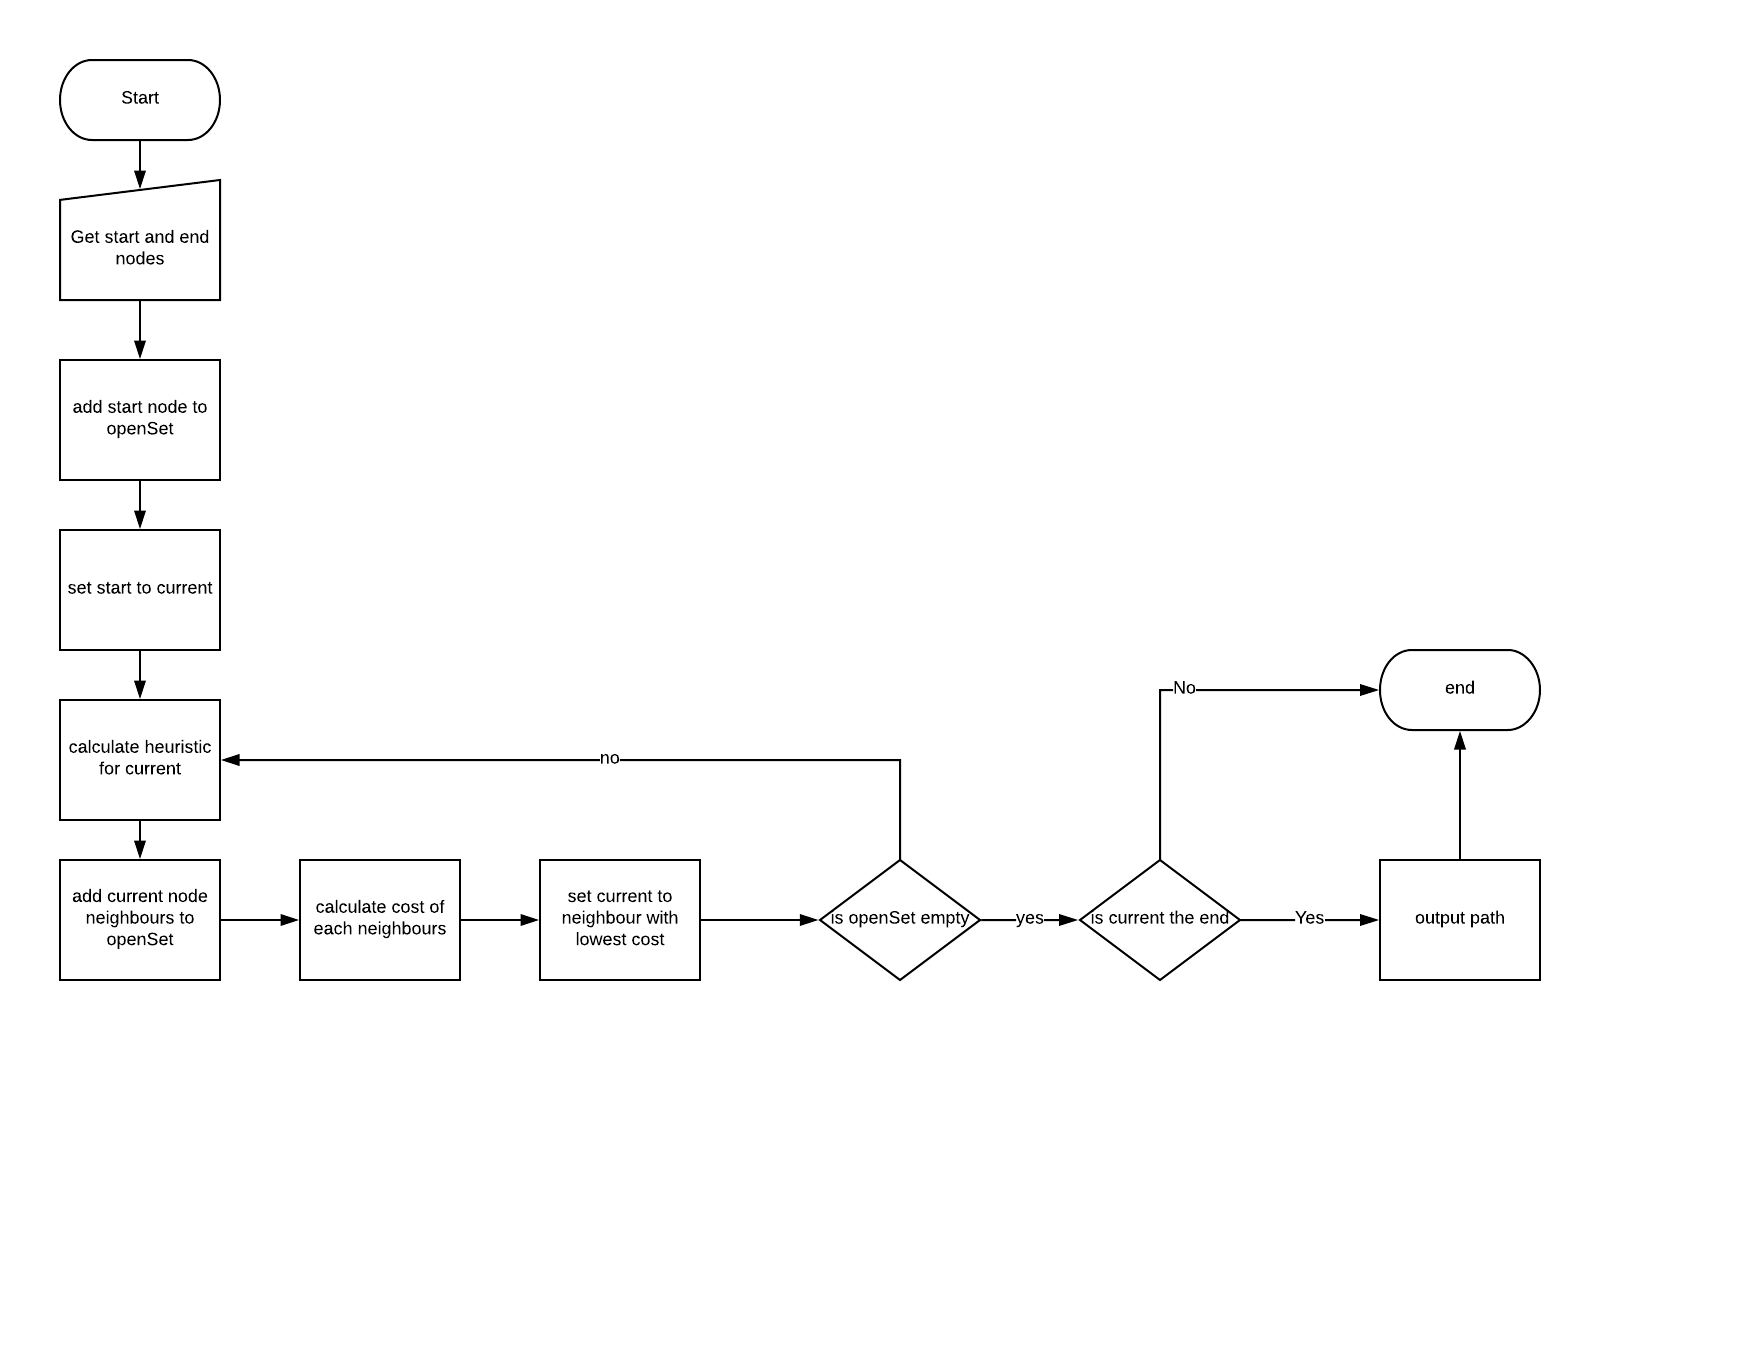 Start
Get start and end
nodes
add start node to
openSet
set start to current
calculate heuristic
for current
add current node
neighbours to
openSet
calculate cost of
each neighbours
set current to
neighbour with
lowest cost
is openSet empty
no
yes
is current the end
No
Yes
output path
end